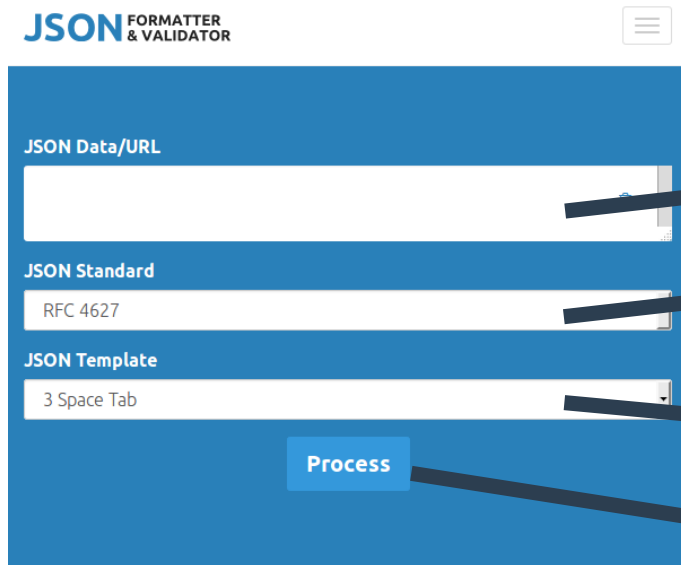 JSON FORMATTER
& VALIDATOR
JSON Data/URL
JSON Standard
RFC 4627
JSON Template
3 Space Tab
Process